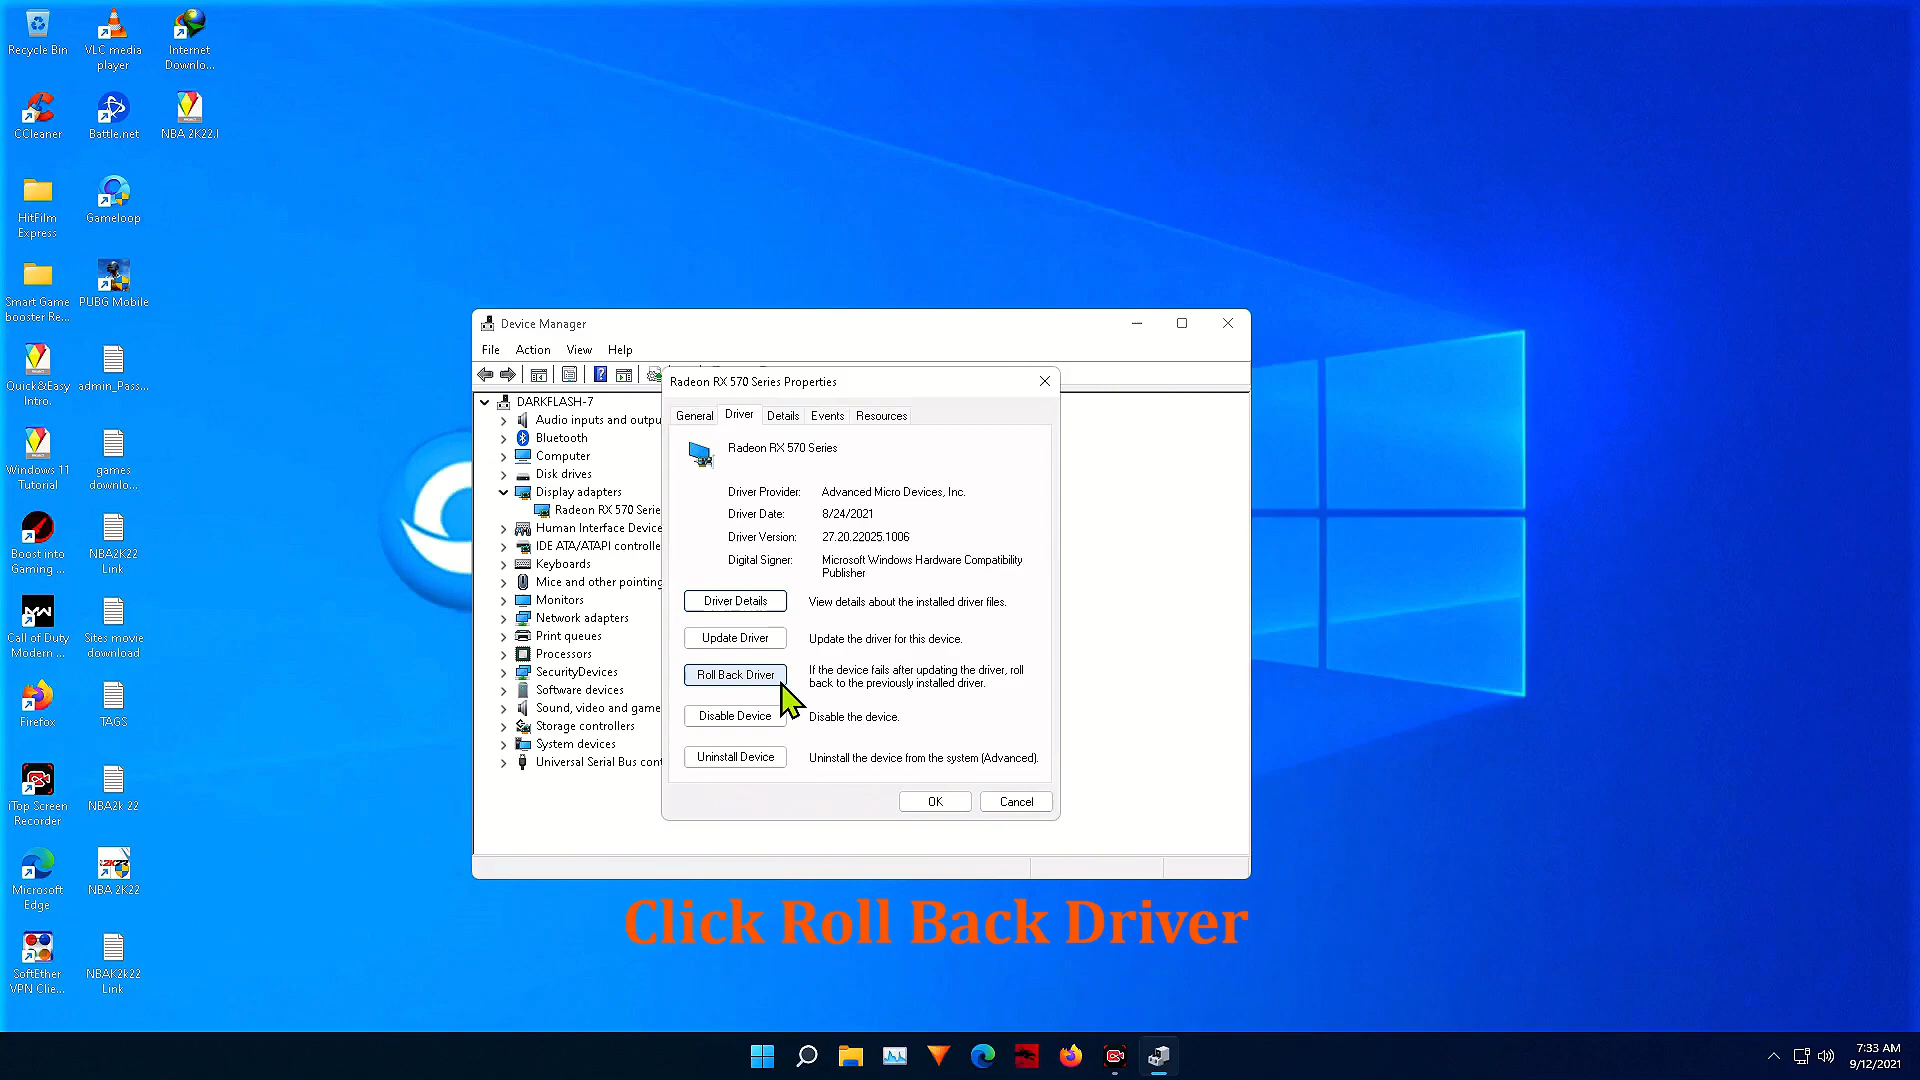 Recycle Bin
VLC media
player
Internet
Downlo...
CCleaner
Battle.net
NBA 2K22.I
HitFilm
Express
Gameloop
Smart Game
booster Re...
PUBG Mobile
Quick&Easy
Intro.
admin_Pass...
Windows 11
Tutorial
games
downlo...
Boost into
Gaming ...
NBA2K22
Link
Call of Duty
Modern ...
Sites movie
download
Firefox
TAGS
iTop Screen
Recorder
NBA2k 22
Microsoft
Edge
NBA 2K22
SoftEther
VPN Clie...
NBAK2k22
Link
Device Manager
File Action View Help
DARKFLASH-7
Audio inputs and outpu
Bluetooth
Computer
Disk drives
Display adapters
Radeon RX 570 Serie
Human Interface Device
IDE ATA/ATAPI controlle
Keyboards
Mice and other pointing
Monitors
Network adapters
Print queues
Processors
SecurityDevices
Software devices
Sound, video and game
Storage controllers
System devices
Universal Serial Bus cont
Radeon RX 570 Series Properties
General Driver Details Events Resources
Radeon RX 570 Series
Driver Provider: Advanced Micro Devices, Inc.
Driver Date: 8/24/2021
Driver Version: 27.20.22025.1006
Digital Signer: Microsoft Windows Hardware Compatibility
Publisher
Driver Details View details about the installed driver files.
Update Driver Update the driver for this device.
Roll Back Driver If the device fails after updating the driver, roll
back to the previously installed driver.
Disable Device Disable the device.
Uninstall Device Uninstall the device from the system (Advanced).
OK Cancel
Click Roll Back Driver
7:33 AM
9/12/2021